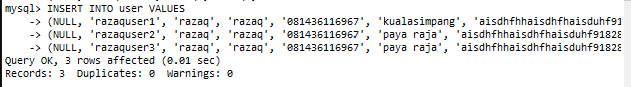 mysql> INSERT INTO user VALUES
-> (NULL, 'razaquser1', 'razaq', 'razaq', '081436116967', 'kualasimpang', 'aisdhfhhaisdhfhaisduhf91
-> (NULL, 'razaquser2', 'razaq', 'razaq', '081436116967', 'paya raja', 'aisdhfhhaisdhfhaisduhf91828
-> (NULL, 'razaquser3', 'razaq', 'razaq', '081436116967', 'paya raja', 'aisdhfhhaisdhfhaisduhf91828
Query OK, 3 rows affected (0.01 sec)
Records: 3  Duplicates: 0  Warnings: 0